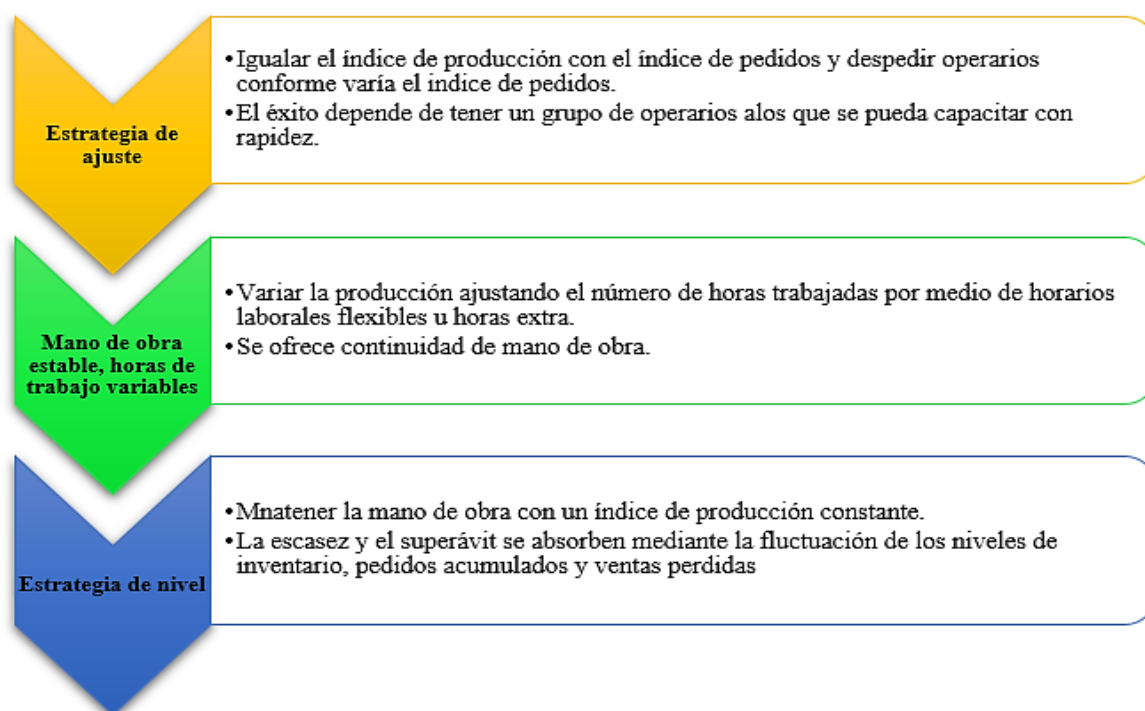 Estrategia de
ajuste
•Igualar el índice de producción con el índice de pedidos y despedir operarios
conforme varía el indice de pedidos.
•El éxito depende de tener un grupo de operarios alos que se pueda capacitar con
rapidez.
Mano de obra
estable, horas de
trabajo variables
•Variar la producción ajustando el número de horas trabajadas por medio de horarios
laborales flexibles u horas extra.
•Se ofrece continuidad de mano de obra.
Estrategia de nivel
•Mnatener la mano de obra con un índice de producción constante.
•La escasez y el superávit se absorben mediante la fluctuación de los niveles de
inventario, pedidos acumulados y ventas perdidas